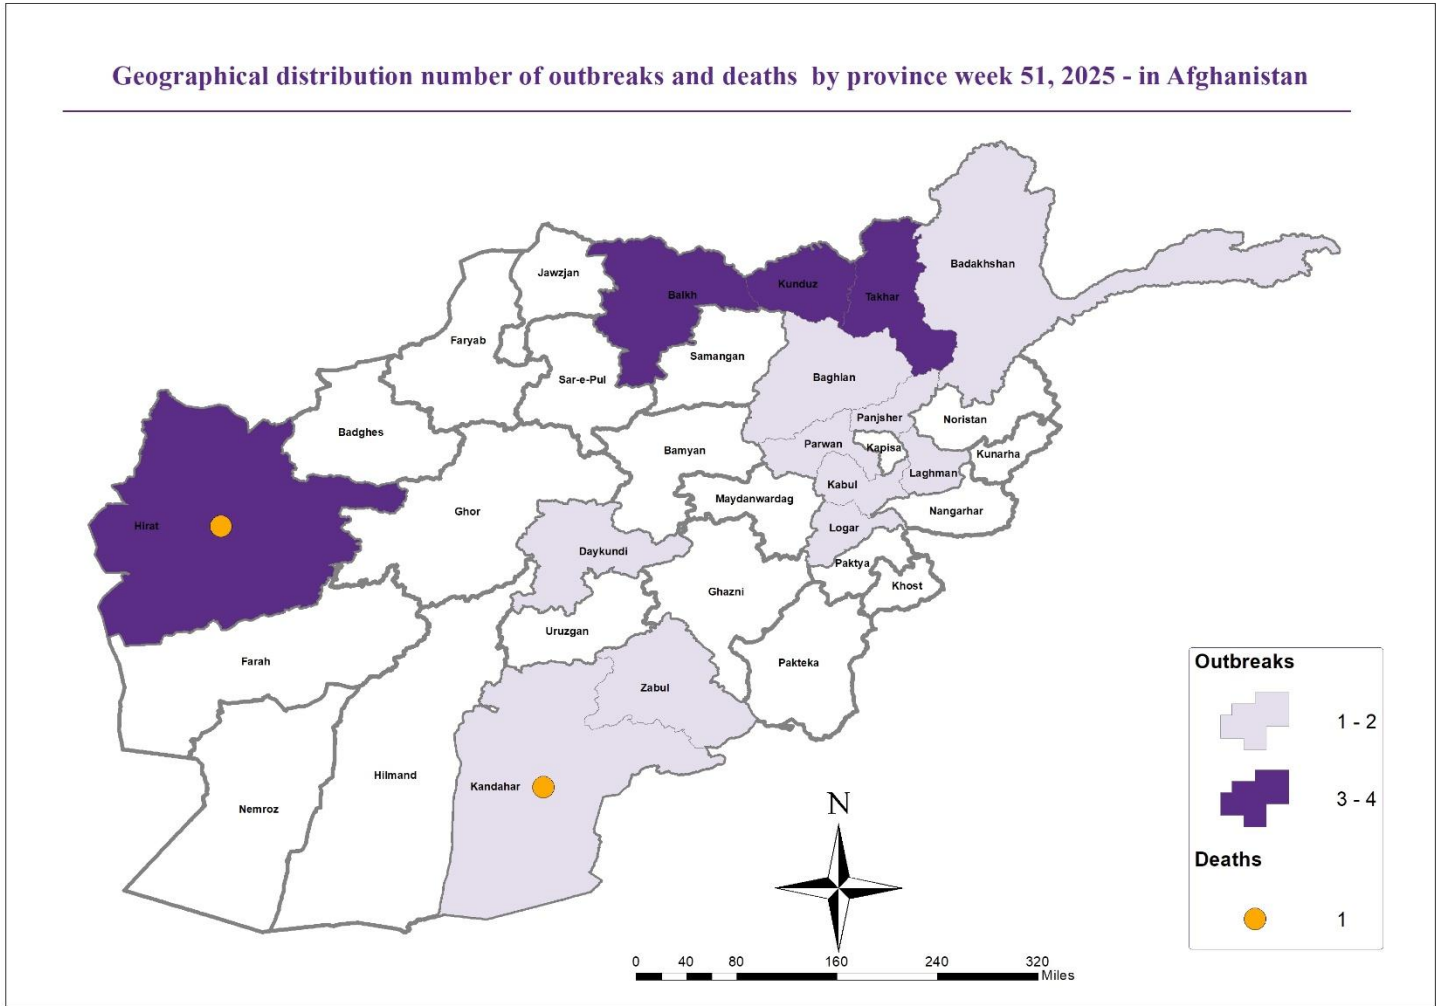 Geographical distribution number of outbreaks and deaths by province week 51, 2025 - in Afghanistan
Badakhshan
Jawzjan
Kunduz
Balkh
Takhar
Faryab
Samangan
Sar-e-Pul
Baghlan
Panjsher
Noristan
Badghes
Parwan
Kapisa
Bamyan
Kunarha
Laghman
Kabul
Maydanwardag
Ghor
Nangarhar
Hirat
Logar
Daykundi
Paktya
Khost
Ghazni
Uruzgan
Farah
Pakteka
Zabul
Hilmand
Kandahar
Nemroz
Outbreaks
1 - 2
3 - 4
Deaths
1
N
0 40 80 160 240 320
Miles